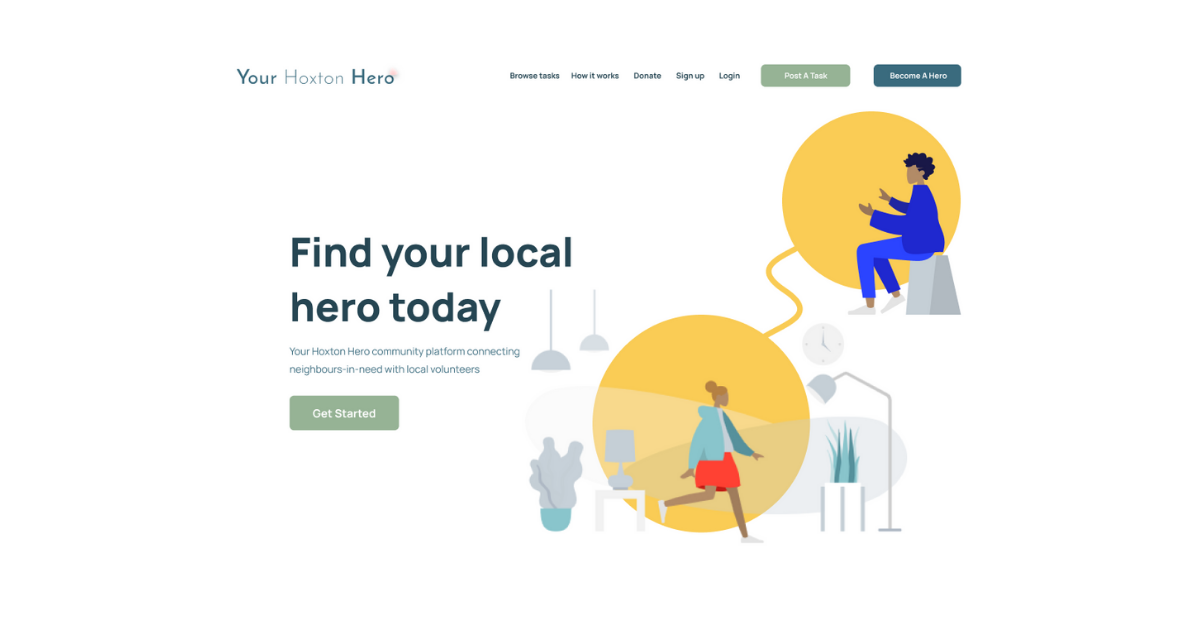 Your Hoxton Hero
Browse tasks
How it works
Donate
Sign up
Login
Post A Task
Become A Hero
Find your local
hero today
Your Hoxton Hero community platform connecting
neighbours-in-need with local volunteers
Get Started